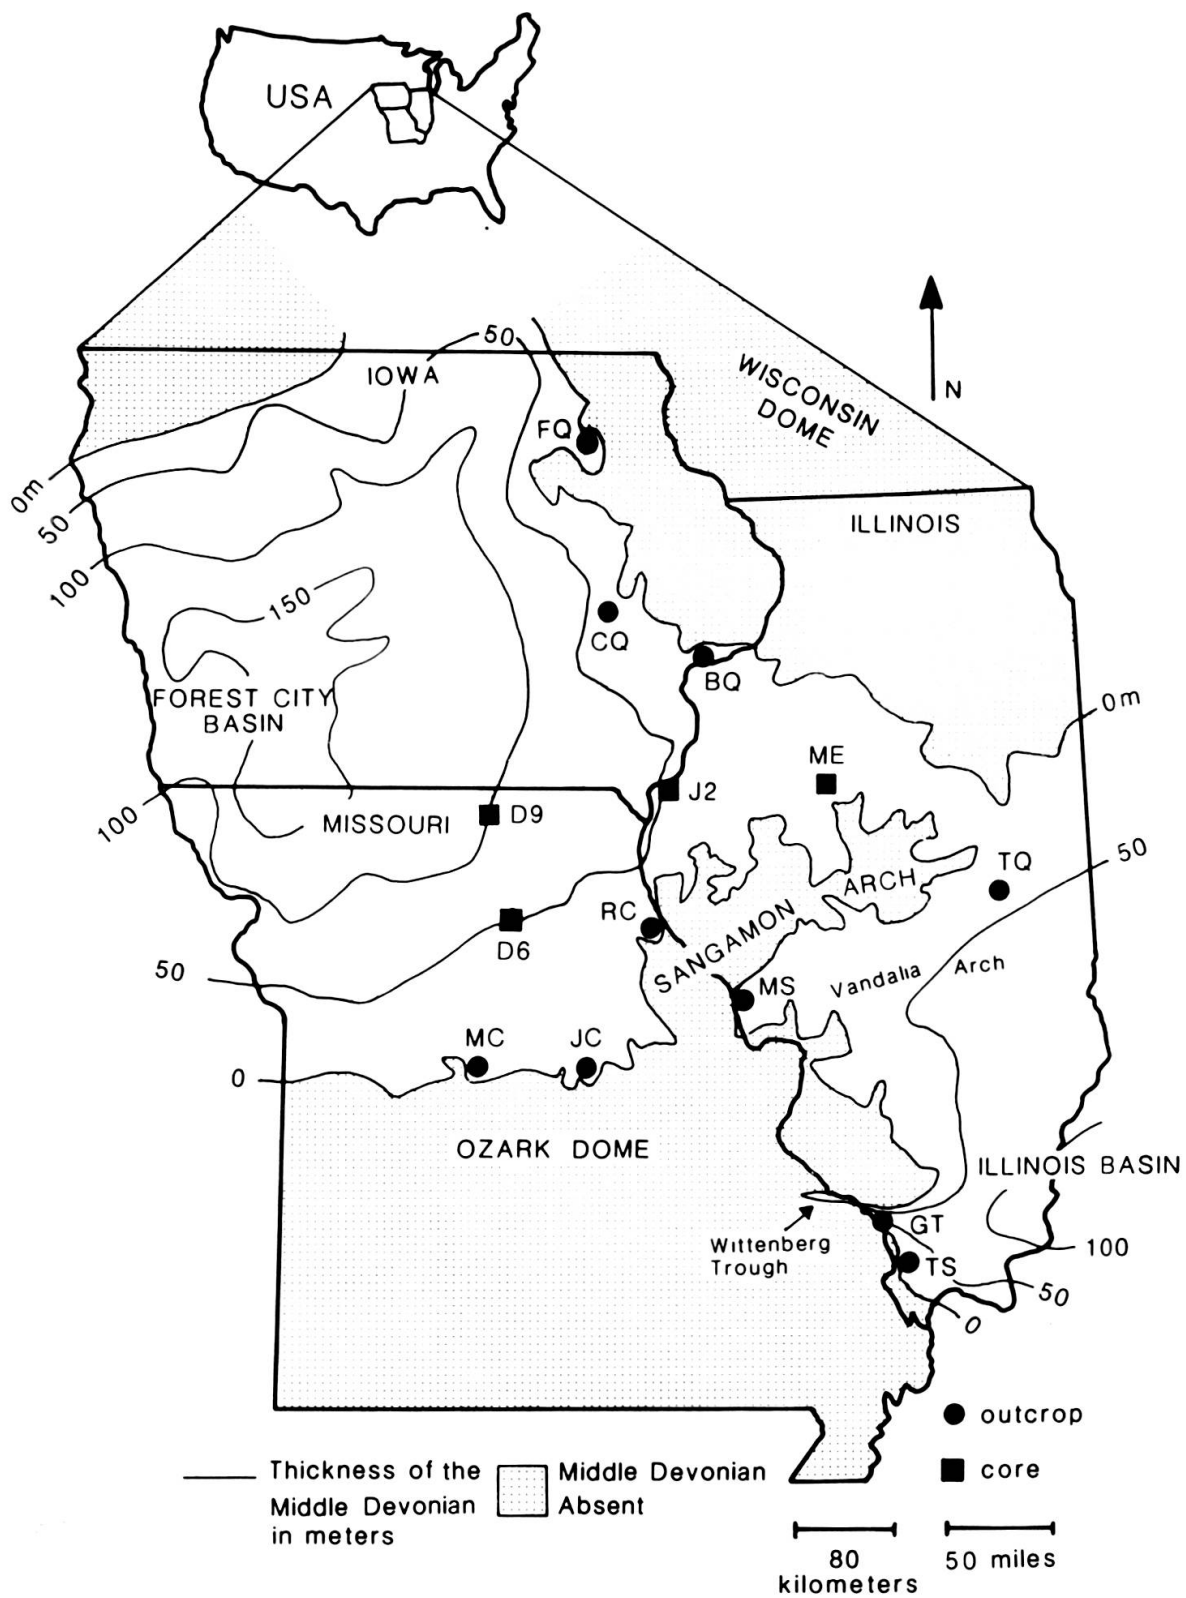 USA
50
IOWA
WISCONSIN
DOME
N
FQ
0m
50
ILLINOIS
100
150
CQ
BQ
FOREST CITY
BASIN
0m
ME
J2
100
MISSOURI
D9
50
TQ
ARCH
RC
D6
SANGAMON
50
MS
Vandalia Arch
MC
JC
0
OZARK DOME
ILLINOIS BASIN
GT
Wittenberg
Trough
100
TS
50
0
outcrop
core
Thickness of the
Middle Devonian
in meters
Middle Devonian
Absent
80
kilometers
50 miles